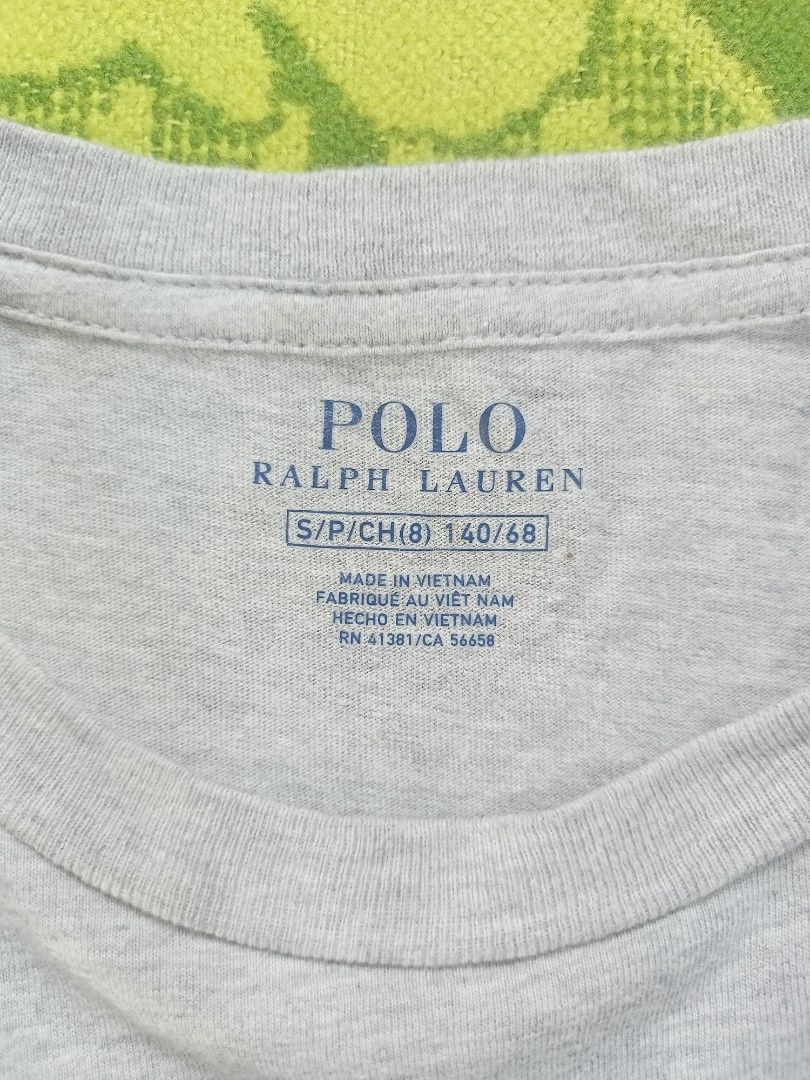 POLO
RALPH LAUREN
S/P/CH(8) 140/68
MADE IN VIETNAM
FABRIQUÉ AU VIÊT NAM
HECHO EN VIETNAM
RN 41381/CA 56658